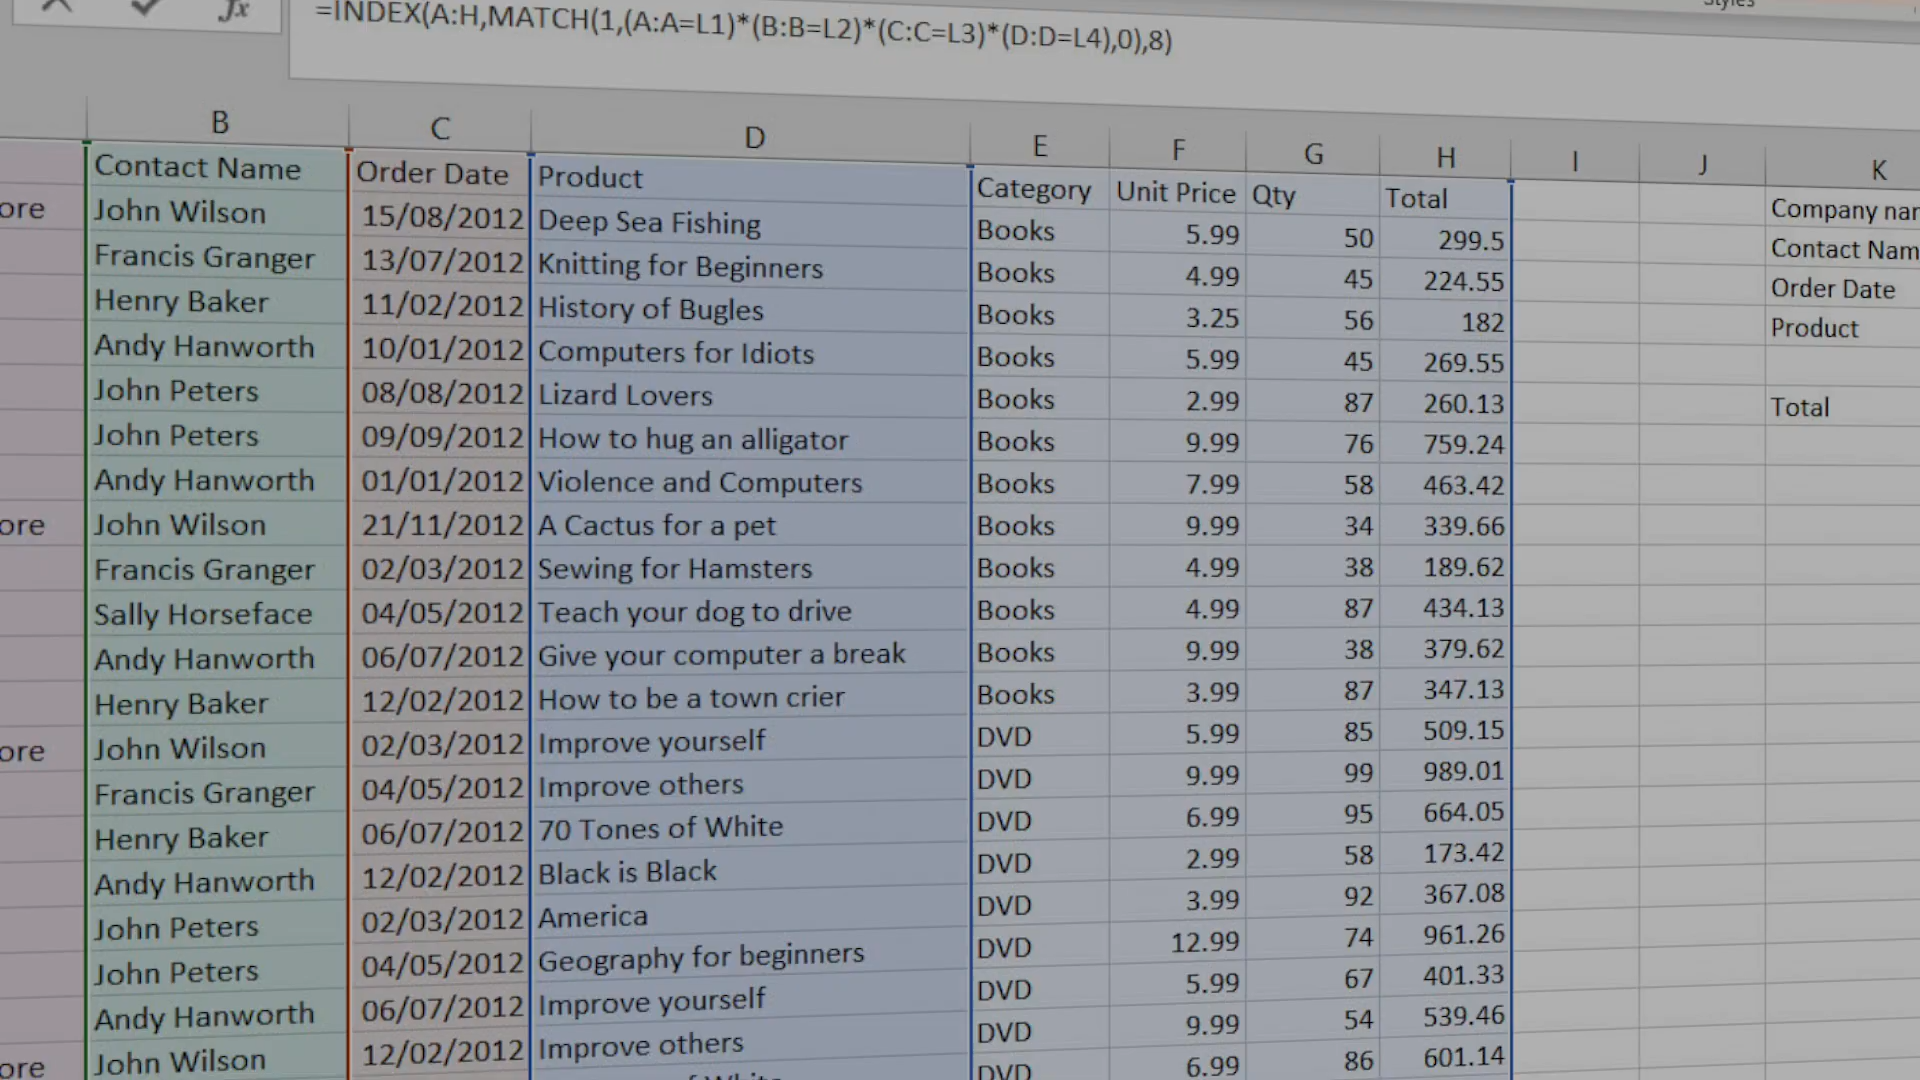 Styles
fx
=INDEX(A:H,MATCH(1,(A:A=L1)*(B:B=L2)*(C:C=L3)*(D:D=L4),0),8)
B C D E F G H I J K
Contact Name Order Date Product Category Unit Price Qty Total Company nam
ore John Wilson 15/08/2012 Deep Sea Fishing Books 5.99 50 299.5 Contact Nam
Francis Granger 13/07/2012 Knitting for Beginners Books 4.99 45 224.55 Order Date
Henry Baker 11/02/2012 History of Bugles Books 3.25 56 182 Product
Andy Hanworth 10/01/2012 Computers for Idiots Books 5.99 45 269.55
John Peters 08/08/2012 Lizard Lovers Books 2.99 87 260.13 Total
John Peters 09/09/2012 How to hug an alligator Books 9.99 76 759.24
Andy Hanworth 01/01/2012 Violence and Computers Books 7.99 58 463.42
ore John Wilson 21/11/2012 A Cactus for a pet Books 9.99 34 339.66
Francis Granger 02/03/2012 Sewing for Hamsters Books 4.99 38 189.62
Sally Horseface 04/05/2012 Teach your dog to drive Books 4.99 87 434.13
Andy Hanworth 06/07/2012 Give your computer a break Books 9.99 38 379.62
Henry Baker 12/02/2012 How to be a town crier Books 3.99 87 347.13
ore John Wilson 02/03/2012 Improve yourself DVD 5.99 85 509.15
Francis Granger 04/05/2012 Improve others DVD 9.99 99 989.01
Henry Baker 06/07/2012 70 Tones of White DVD 6.99 95 664.05
Andy Hanworth 12/02/2012 Black is Black DVD 2.99 58 173.42
John Peters 02/03/2012 America DVD 3.99 92 367.08
John Peters 04/05/2012 Geography for beginners DVD 12.99 74 961.26
Andy Hanworth 06/07/2012 Improve yourself DVD 5.99 67 401.33
ore John Wilson 12/02/2012 Improve others DVD 9.99 54 539.46
DVD 6.99 86 601.14